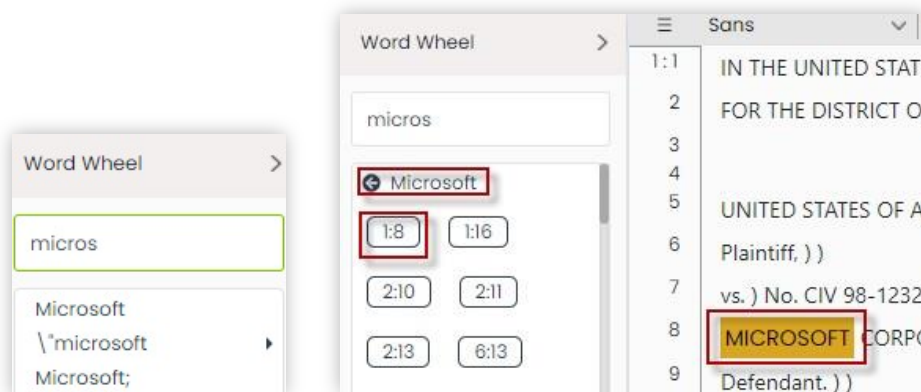 Word Wheel
micros
Microsoft
\"microsoft
Microsoft;
Word Wheel
micros
Microsoft
1:8 1:16
2:10 2:11
2:13 6:13
Sans
1:1 IN THE UNITED STAT
2 FOR THE DISTRICT O
3
4
5 UNITED STATES OF A
6 Plaintiff, ) )
7 vs. ) No. CIV 98-1232
8 MICROSOFT CORPO
9 Defendant. ) )